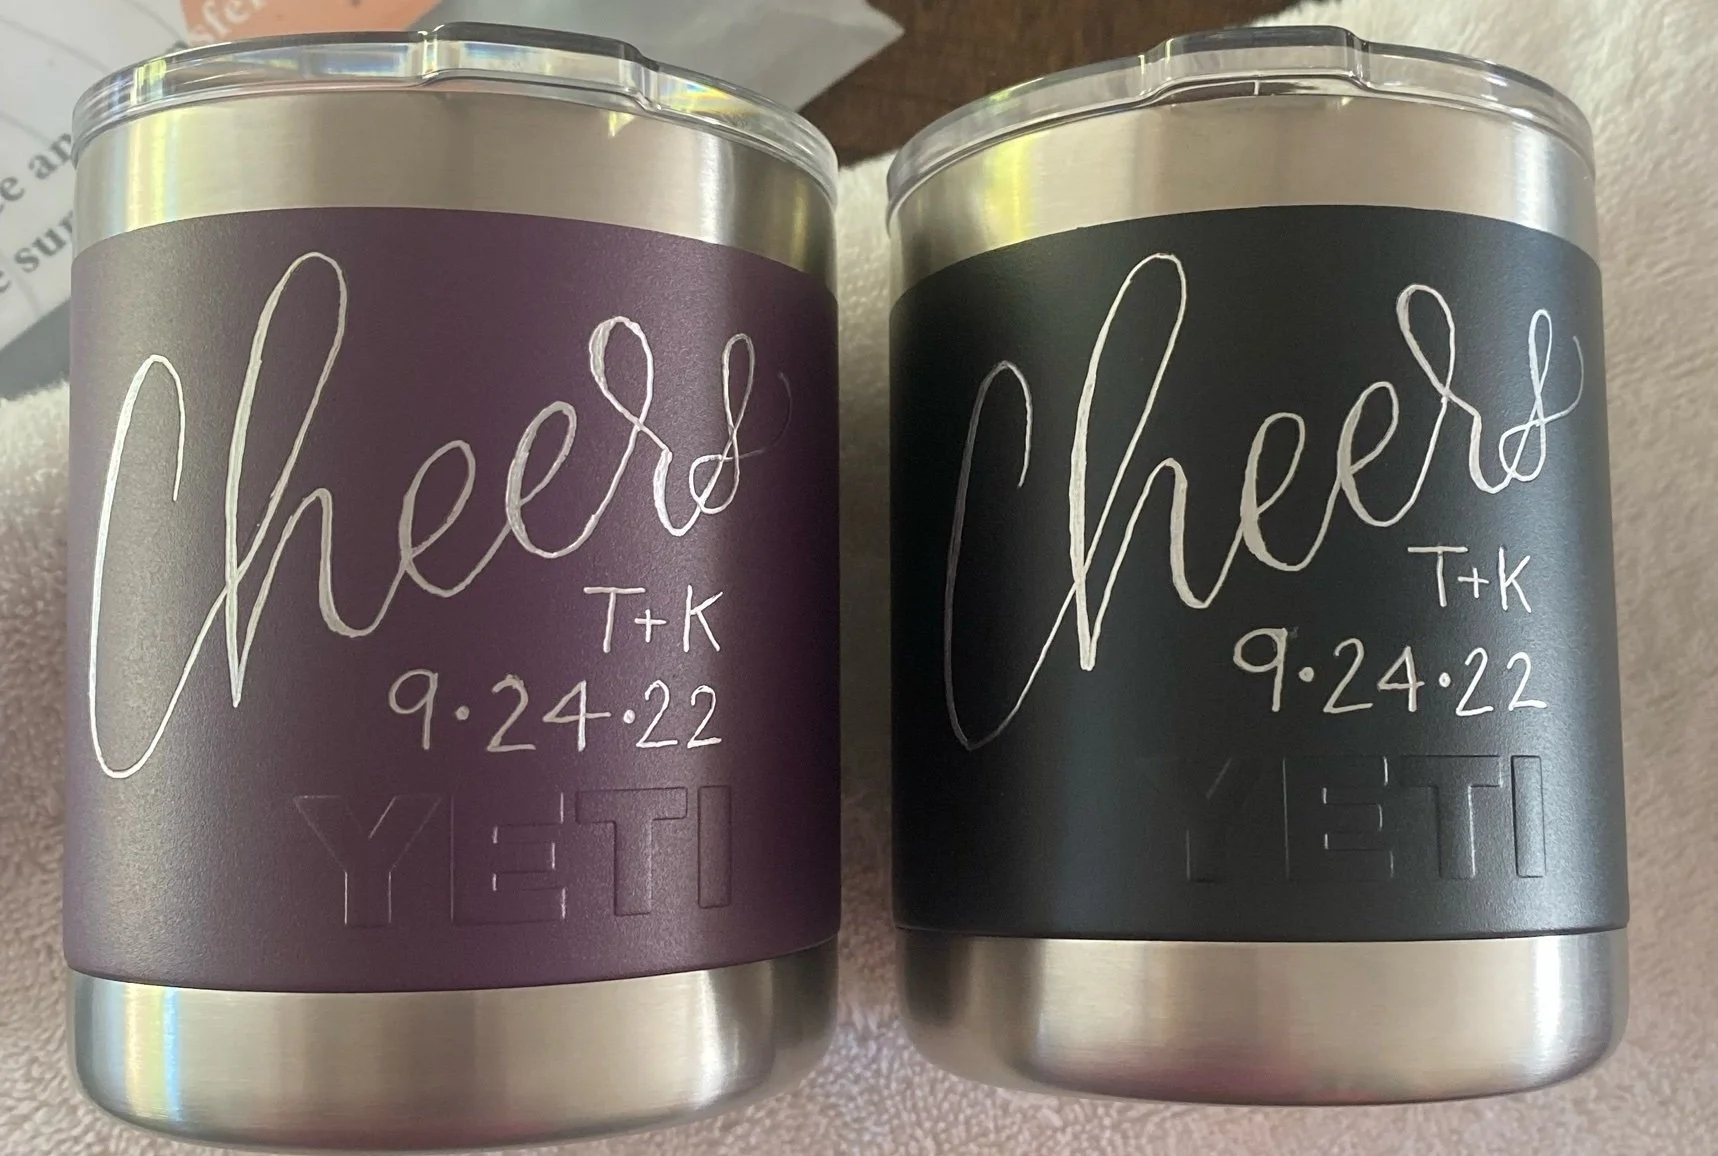 Cheers
T+K
9·24·22
YETI
Cheers
T+K
9·24·22
YETI